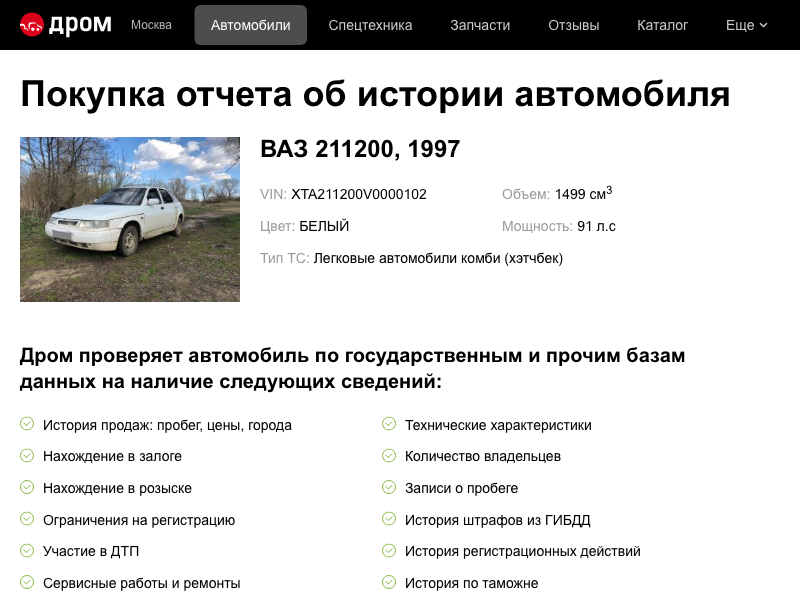 дром Москва Автомобили Спецтехника Запчасти Отзывы Каталог Еще
Покупка отчета об истории автомобиля
ВАЗ 211200, 1997
VIN: XTA211200V0000102 Объем: 1499 см3
Цвет: БЕЛЫЙ Мощность: 91 л.с
Тип ТС: Легковые автомобили комби (хэтчбек)
Дром проверяет автомобиль по государственным и прочим базам
данных на наличие следующих сведений:
История продаж: пробег, цены, города Технические характеристики
Нахождение в залоге Количество владельцев
Нахождение в розыске Записи о пробеге
Ограничения на регистрацию История штрафов из ГИБДД
Участие в ДТП История регистрационных действий
Сервисные работы и ремонты История по таможне